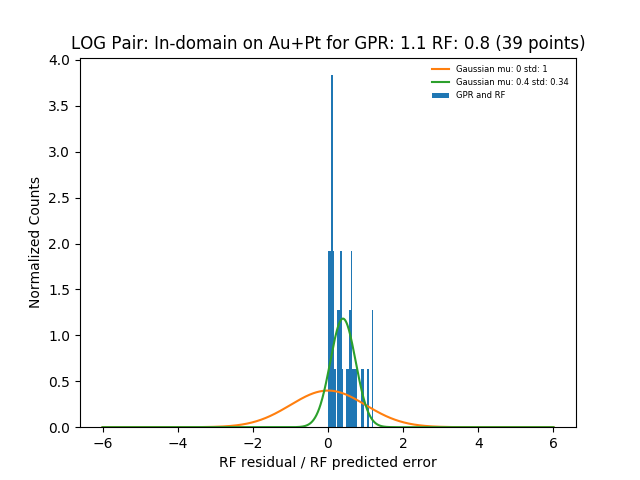 LOG Pair: In-domain on Au+Pt for GPR: 1.1 RF: 0.8 (39 points)
Gaussian mu: 0 std: 1
Gaussian mu: 0.4 std: 0.34
GPR and RF
Normalized Counts
4.0
3.5
3.0
2.5
2.0
1.5
1.0
0.5
0.0
−6 −4 −2 0 2 4 6
RF residual / RF predicted error